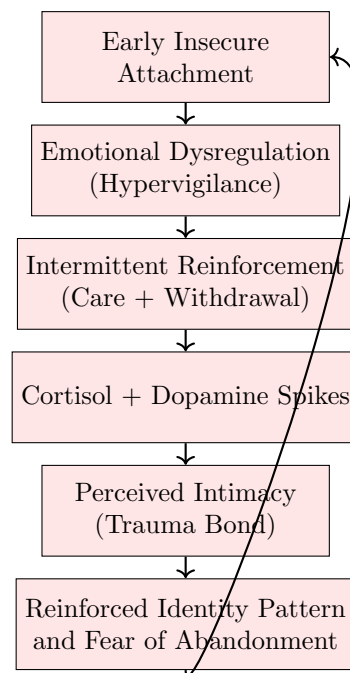 Early Insecure
Attachment
Emotional Dysregulation
(Hypervigilance)
Intermittent Reinforcement
(Care + Withdrawal)
Cortisol + Dopamine Spikes
Perceived Intimacy
(Trauma Bond)
Reinforced Identity Pattern
and Fear of Abandonment